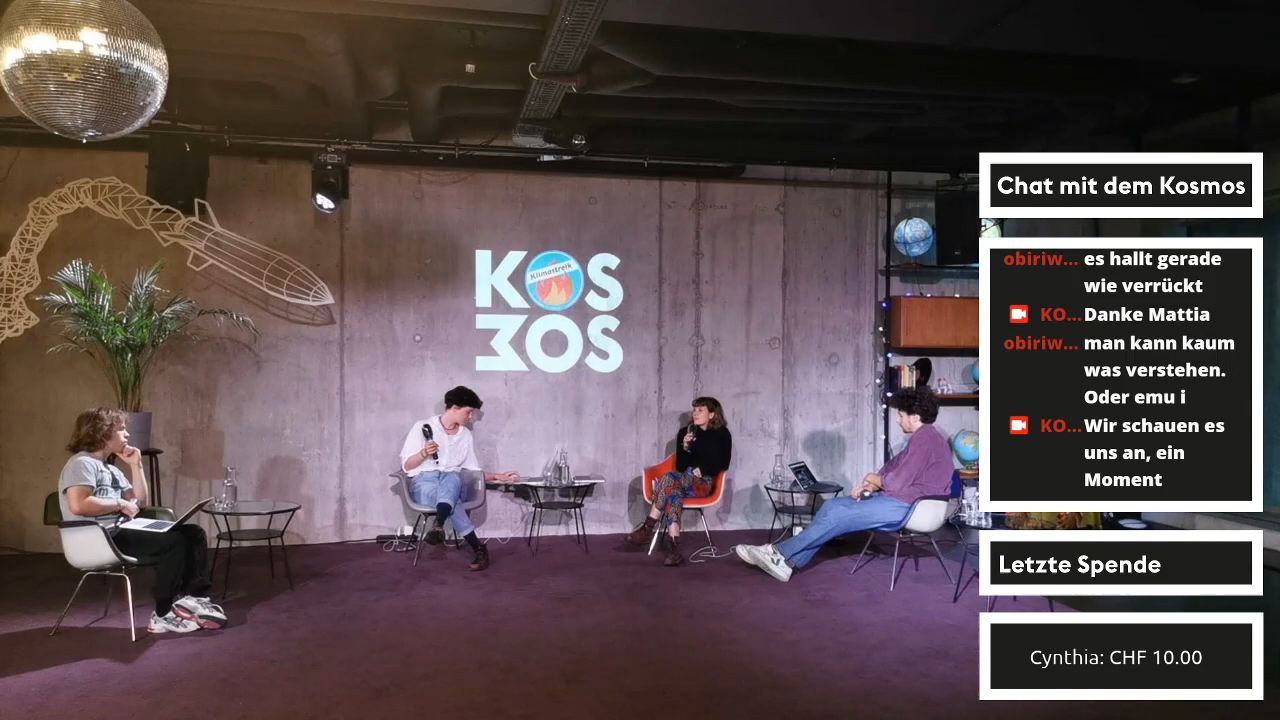 KOS
Klimastreik
MOS
Chat mit dem Kosmos
obiriw... es hallt gerade
wie verrückt
KO... Danke Mattia
obiriw... man kann kaum
was verstehen.
Oder emu i
KO... Wir schauen es
uns an, ein
Moment
Letzte Spende
Cynthia: CHF 10.00